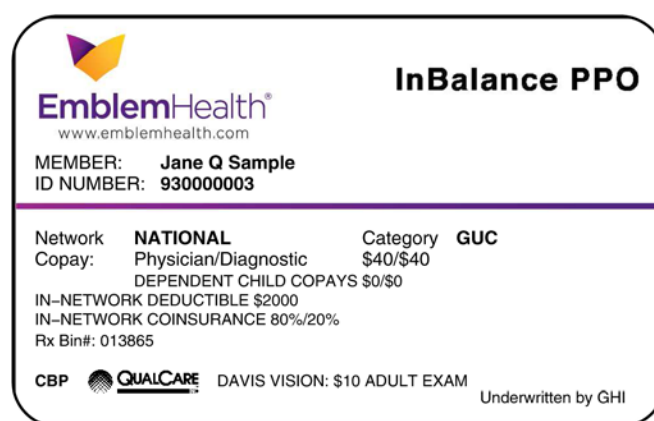 EmblemHealth®
www.emblemhealth.com
InBalance PPO
MEMBER: Jane Q Sample
ID NUMBER: 930000003
Network NATIONAL Category GUC
Copay: Physician/Diagnostic $40/$40
DEPENDENT CHILD COPAYS $0/$0
IN-NETWORK DEDUCTIBLE $2000
IN-NETWORK COINSURANCE 80%/20%
Rx Bin#: 013865
CBP QUALCARE DAVIS VISION: $10 ADULT EXAM
Underwritten by GHI